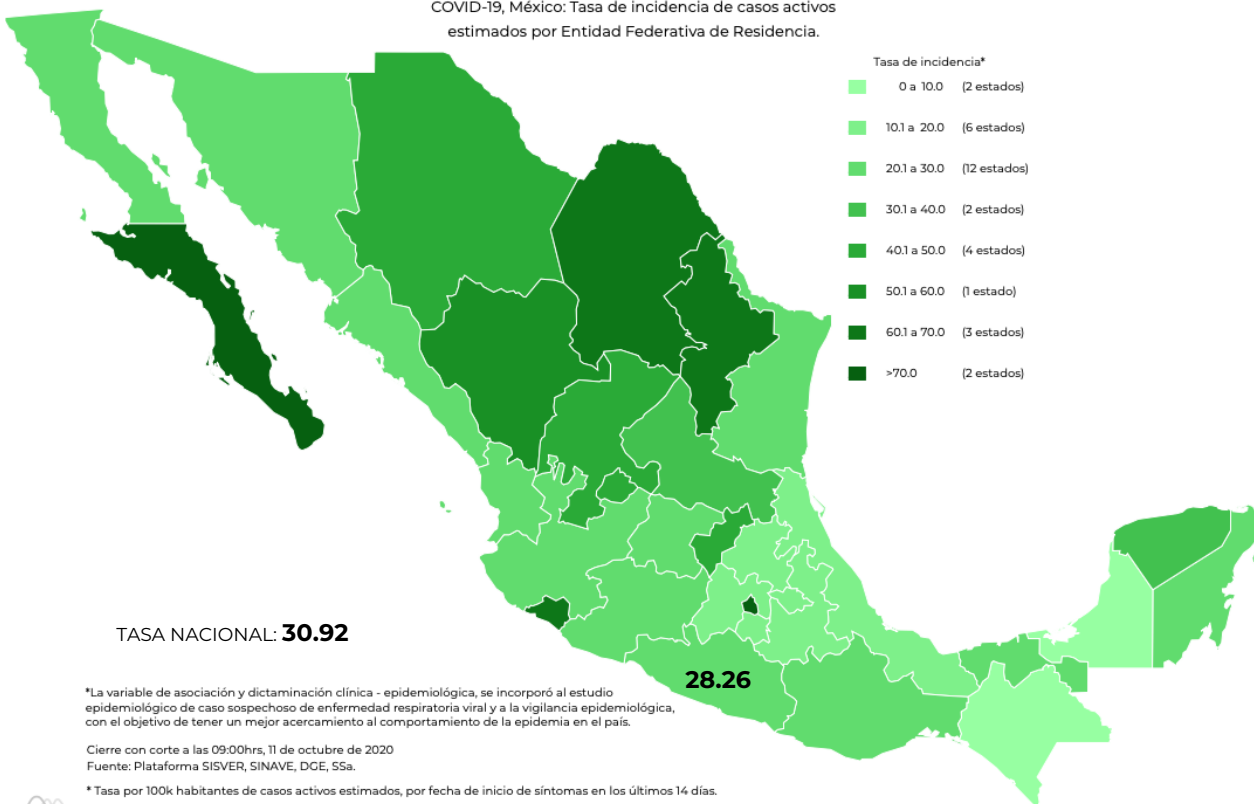 COVID-19, México: Tasa de incidencia de casos activos
estimados por Entidad Federativa de Residencia.
Tasa de incidencia*
0 a 10.0 (2 estados)
10.1 a 20.0 (6 estados)
20.1 a 30.0 (12 estados)
30.1 a 40.0 (2 estados)
40.1 a 50.0 (4 estados)
50.1 a 60.0 (1 estado)
60.1 a 70.0 (3 estados)
>70.0 (2 estados)
TASA NACIONAL: 30.92
28.26
*La variable de asociación y dictaminación clínica - epidemiológica, se incorporó al estudio
epidemiológico de caso sospechoso de enfermedad respiratoria viral y a la vigilancia epidemiológica,
con el objetivo de tener un mejor acercamiento al comportamiento de la epidemia en el país.
Cierre con corte a las 09:00hrs, 11 de octubre de 2020
Fuente: Plataforma SISVER, SINAVE, DGE, SSa.
* Tasa por 100k habitantes de casos activos estimados, por fecha de inicio de síntomas en los últimos 14 días.